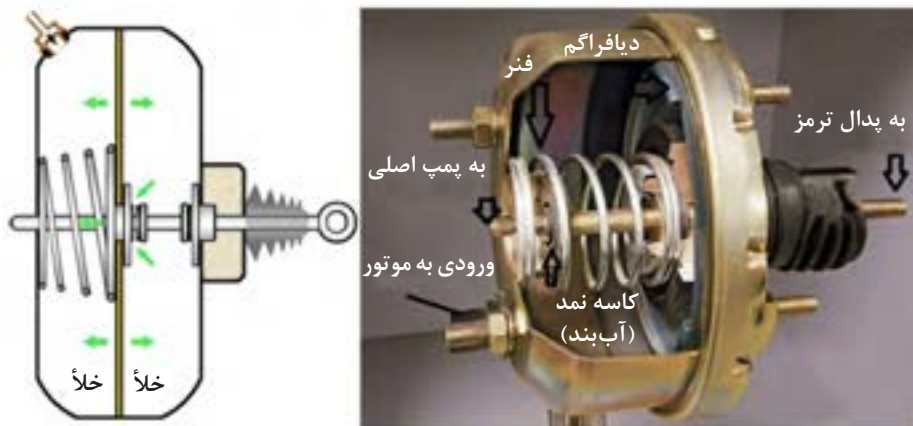 دیافراگم
فنر
به پدال ترمز
به پمپ اصلی
ورودی به موتور
کاسه نمد
(آب‌بند)
خلأ
خلأ